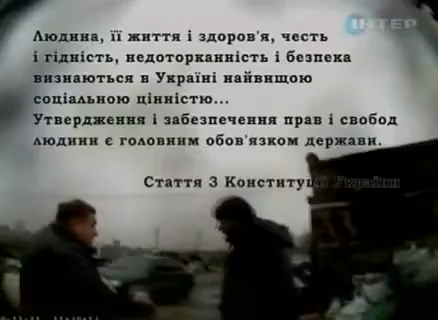 ІНТЕР
Людина, її життя і здоров'я, честь
і гідність, недоторканність і безпека
визнаються в Україні найвищою
соціальною цінністю...
Утвердження і забезпечення прав і свобод
людини є головним обов'язком держави.
Стаття 3 Конституції України